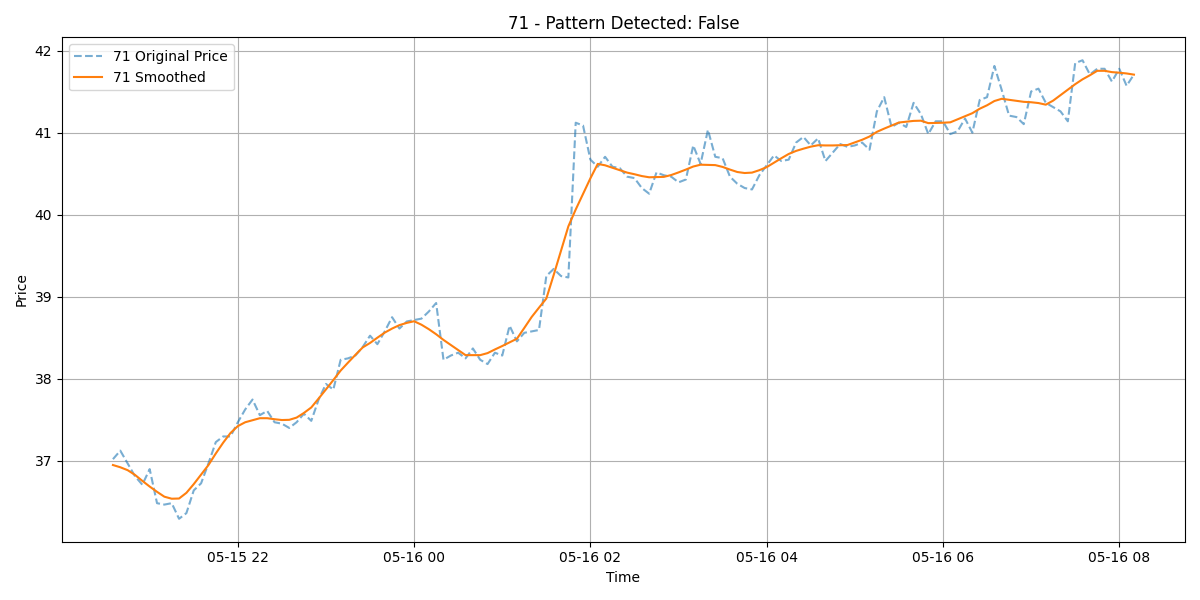 71 - Pattern Detected: False
71 Original Price
71 Smoothed
Price
42
41
40
39
38
37
05-15 22
05-16 00
05-16 02
05-16 04
05-16 06
05-16 08
Time